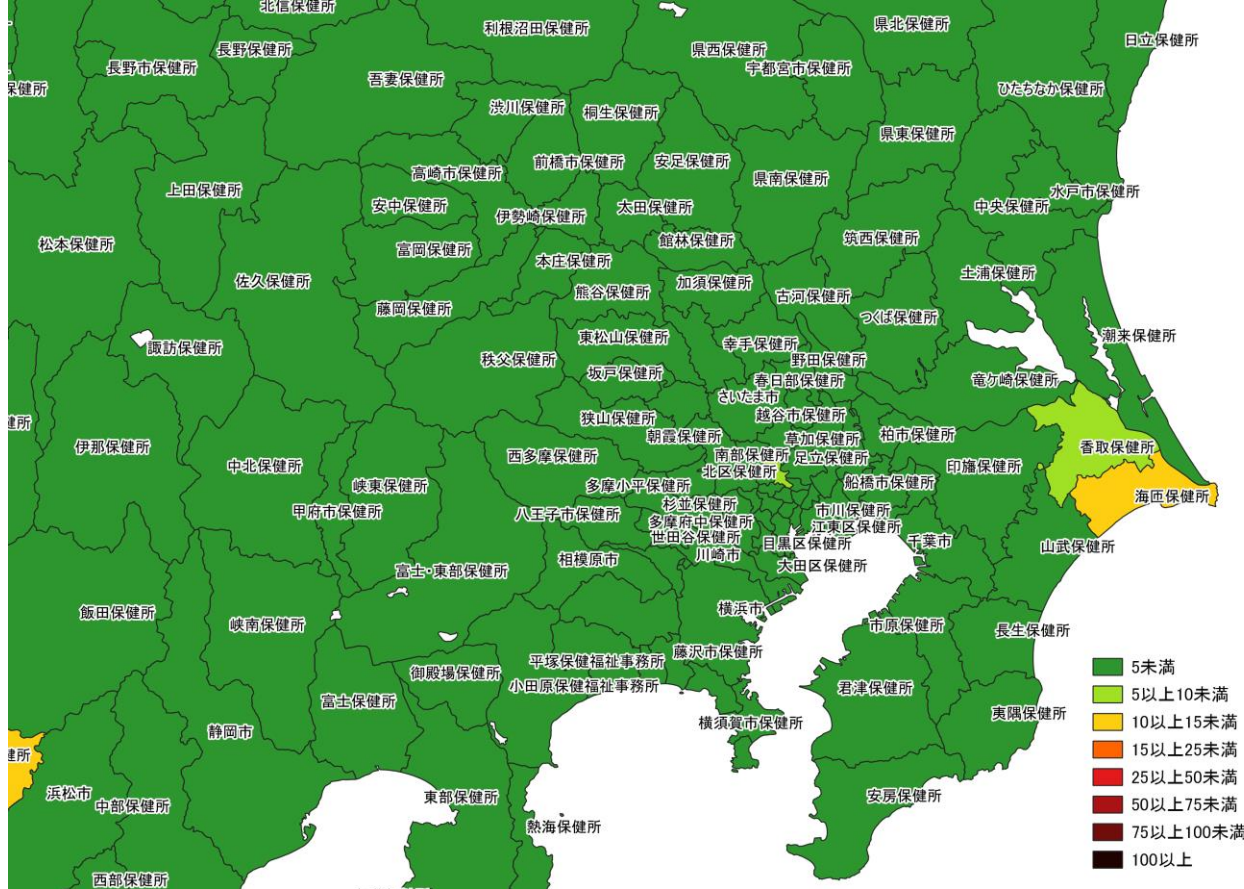 北信保健所
利根沼田保健所
県北保健所
日立保健所
長野保健所
県西保健所
長野市保健所
宇都宮市保健所
吾妻保健所
保健所
ひたちなか保健所
渋川保健所
桐生保健所
県東保健所
前橋市保健所
安足保健所
高崎市保健所
県南保健所
上田保健所
水戸市保健所
安中保健所
太田保健所
中央保健所
伊勢崎保健所
松本保健所
富岡保健所
館林保健所
筑西保健所
本庄保健所
土浦保健所
佐久保健所
加須保健所
熊谷保健所
古河保健所
藤岡保健所
つくば保健所
東松山保健所
潮来保健所
幸手保健所
諏訪保健所
秩父保健所
野田保健所
坂戸保健所
春日部保健所
竜ケ崎保健所
さいたま市
狭山保健所
越谷市保健所
健所
朝霞保健所
草加保健所
柏市保健所
伊那保健所
香取保健所
南部保健所
西多摩保健所
足立保健所
中北保健所
北区保健所
印旛保健所
峡東保健所
船橋市保健所
多摩小平保健所
海匝保健所
杉並保健所
甲府市保健所
八王子市保健所
市川保健所
多摩府中保健所
江東区保健所
世田谷保健所
目黒区保健所
千葉市
山武保健所
川崎市
相模原市
大田区保健所
富士・東部保健所
横浜市
飯田保健所
峡南保健所
市原保健所
長生保健所
藤沢市保健所
平塚保健福祉事務所
御殿場保健所
小田原保健福祉事務所
君津保健所
富士保健所
夷隅保健所
横須賀市保健所
静岡市
健所
浜松市
東部保健所
安房保健所
中部保健所
熱海保健所
西部保健所
5未満
5以上10未満
10以上15未満
15以上25未満
25以上50未満
50以上75未満
75以上100未満
100以上